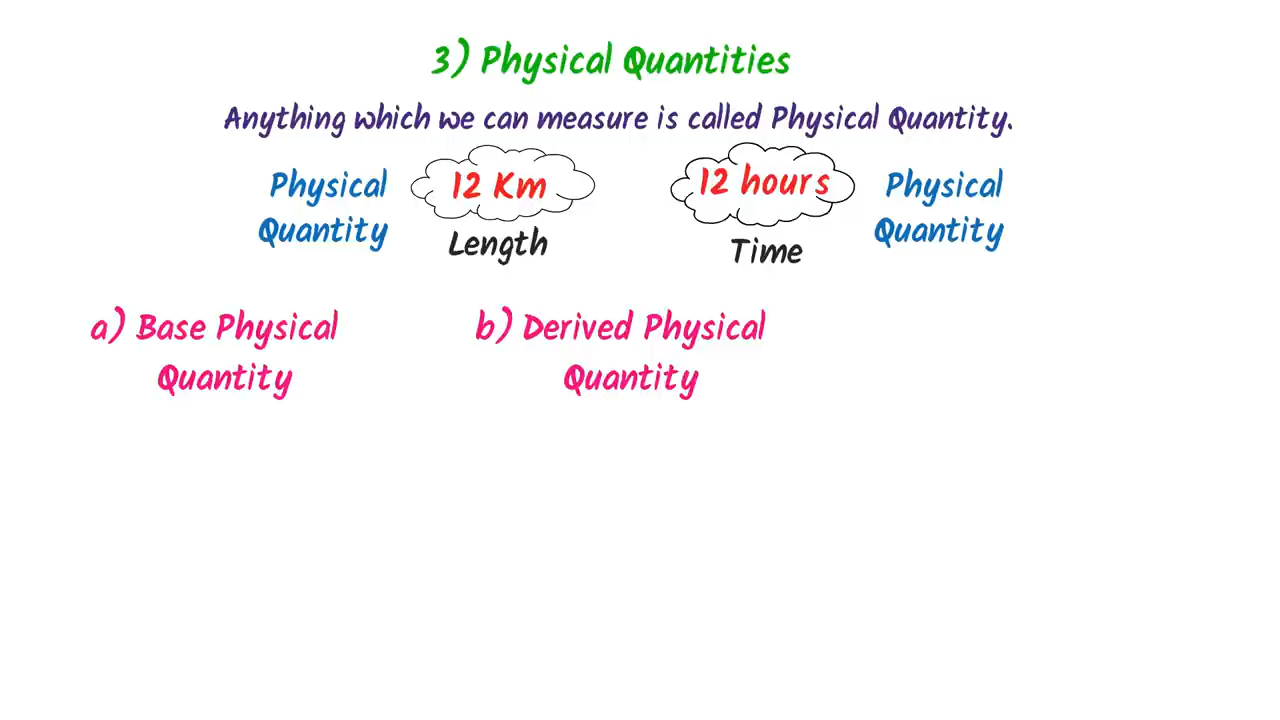 3) Physical Quantities
Anything which we can measure is called Physical Quantity.
Physical Quantity
12 Km
Length
12 hours
Time
Physical Quantity
a) Base Physical
Quantity
b) Derived Physical
Quantity